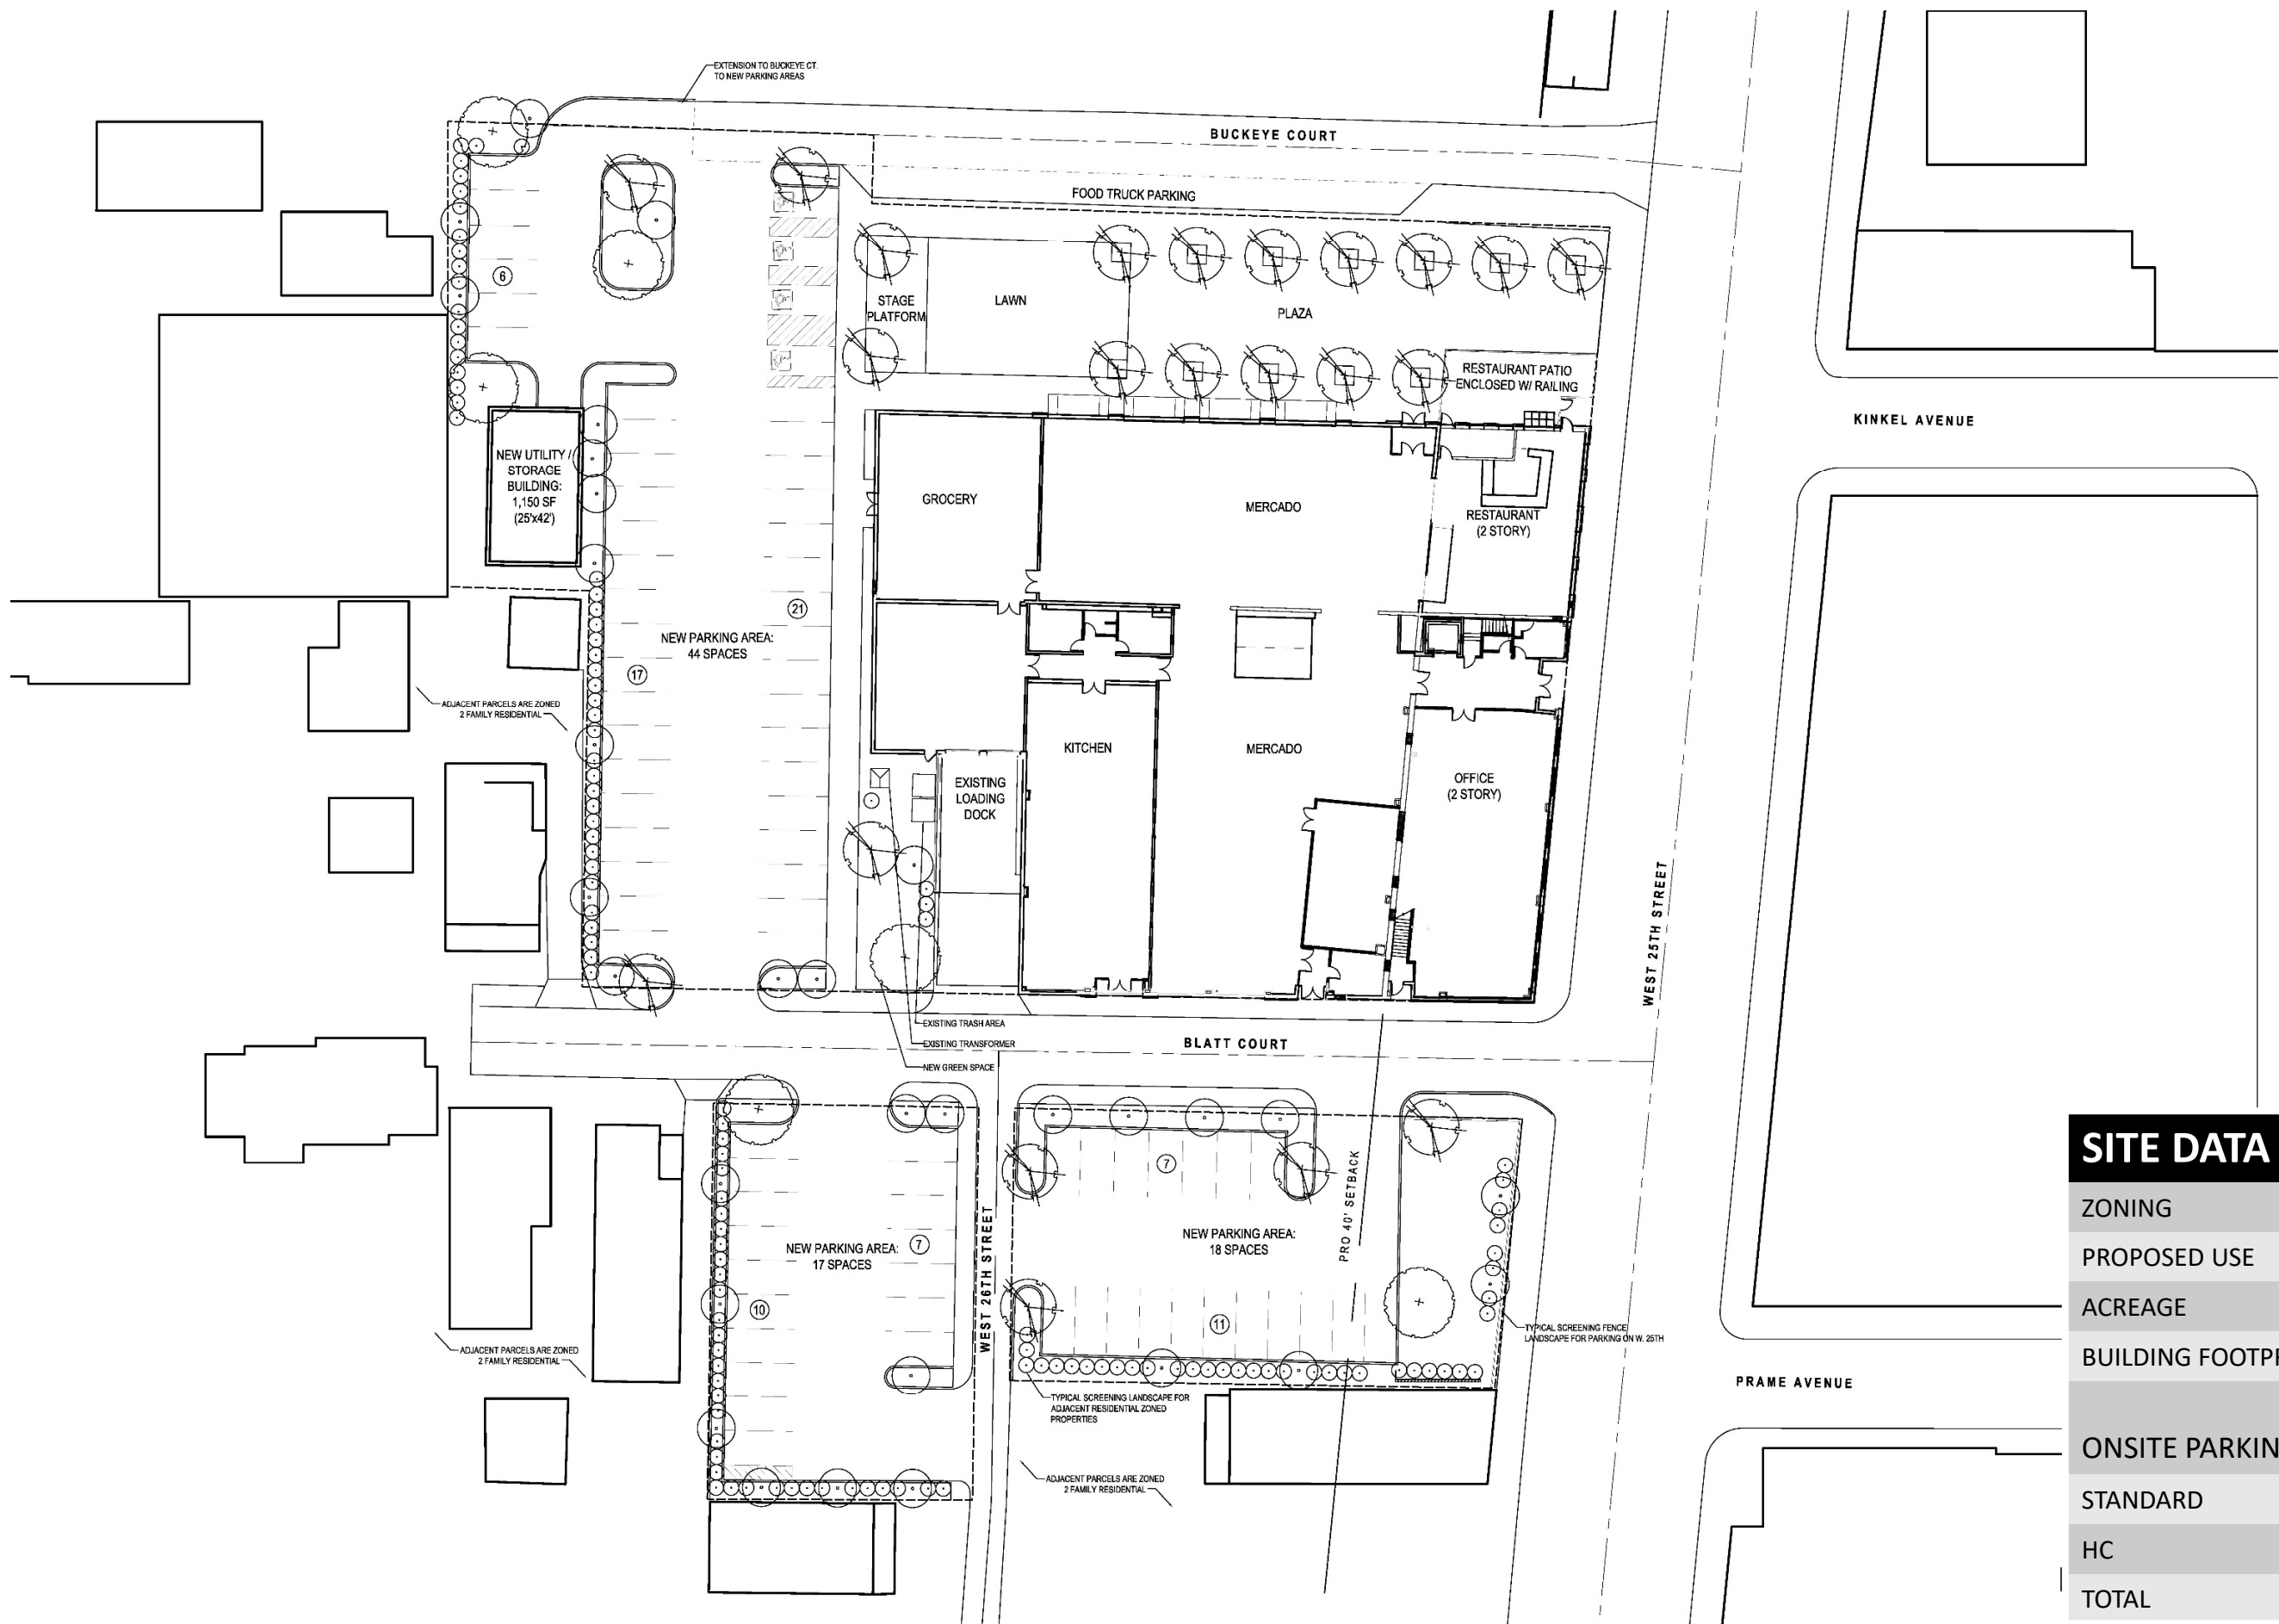 EXTENSION TO BUCKEYE CT.
TO NEW PARKING AREAS
BUCKEYE COURT
FOOD TRUCK PARKING
6
STAGE
PLATFORM
LAWN
PLAZA
RESTAURANT PATIO
ENCLOSED W/ RAILING
KINKEL AVENUE
NEW UTILITY /
STORAGE
BUILDING:
1,150 SF
(25'x42')
GROCERY
MERCADO
RESTAURANT
(2 STORY)
21
NEW PARKING AREA:
44 SPACES
17
ADJACENT PARCELS ARE ZONED
2 FAMILY RESIDENTIAL
KITCHEN
MERCADO
EXISTING
LOADING
DOCK
OFFICE
(2 STORY)
WEST 25TH STREET
EXISTING TRASH AREA
EXISTING TRANSFORMER
NEW GREEN SPACE
BLATT COURT
PRO 40' SETBACK
7
NEW PARKING AREA:
18 SPACES
11
WEST 26TH STREET
NEW PARKING AREA:
17 SPACES
7
10
ADJACENT PARCELS ARE ZONED
2 FAMILY RESIDENTIAL
TYPICAL SCREENING FENCE
LANDSCAPE FOR PARKING ON W. 25TH
TYPICAL SCREENING LANDSCAPE FOR
ADJACENT RESIDENTIAL ZONED
PROPERTIES
PRAME AVENUE
ADJACENT PARCELS ARE ZONED
2 FAMILY RESIDENTIAL
SITE DATA
ZONING
PROPOSED USE
ACREAGE
BUILDING FOOTP
ONSITE PARKIN
STANDARD
HC
TOTAL